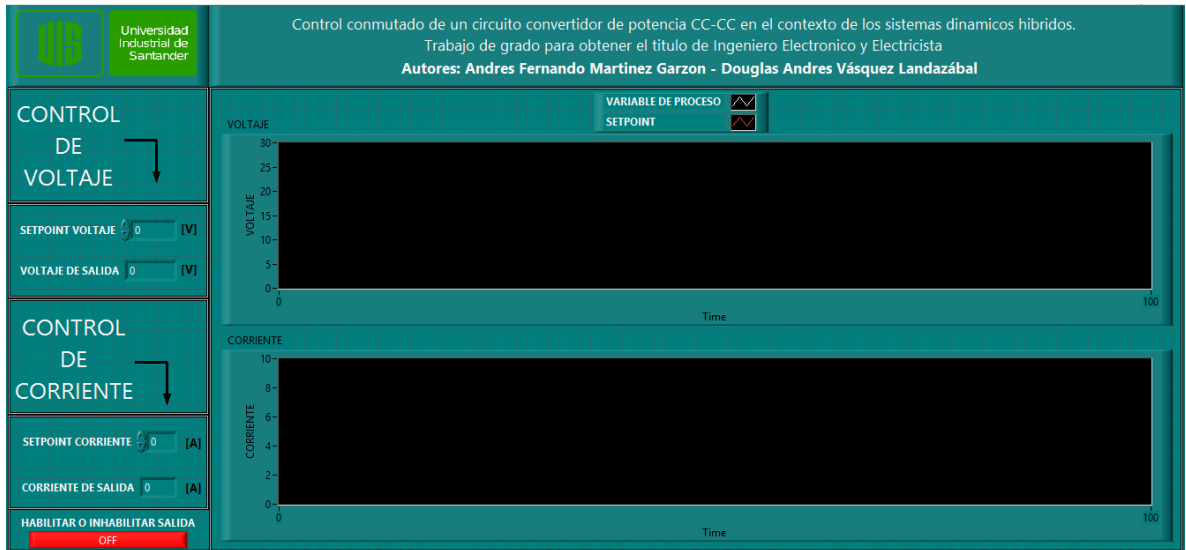 Universidad
Industrial de
Santander
Control conmutado de un circuito convertidor de potencia CC-CC en el contexto de los sistemas dinamicos hibridos.
Trabajo de grado para obtener el titulo de Ingeniero Electronico y Electricista
Autores: Andres Fernando Martinez Garzon - Douglas Andres Vásquez Landazábal
CONTROL
DE
VOLTAJE
SETPOINT VOLTAJE 0 [V]
VOLTAJE DE SALIDA 0 [V]
CONTROL
DE
CORRIENTE
SETPOINT CORRIENTE 0 [A]
CORRIENTE DE SALIDA 0 [A]
HABILITAR O INHABILITAR SALIDA
OFF
VARIABLE DE PROCESO
SETPOINT
VOLTAJE
VOLTAJE
30
25
20
15
10
5
0
0 100
Time
CORRIENTE
CORRIENTE
10
8
6
4
2
0
0 100
Time